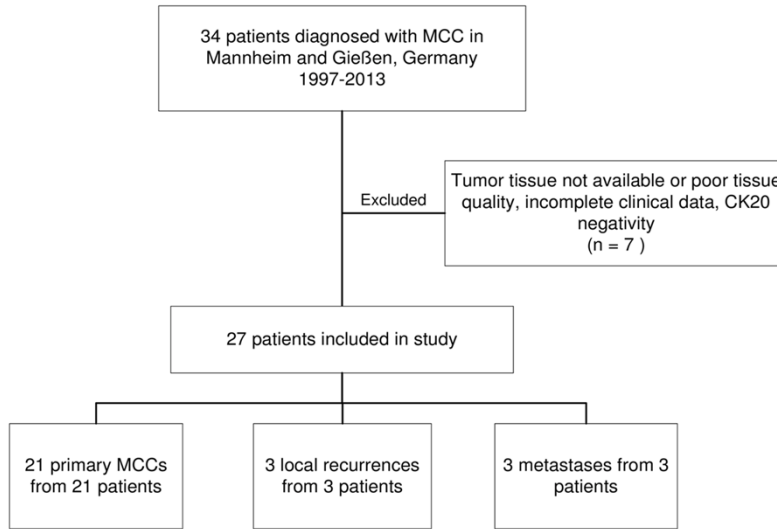 34 patients diagnosed with MCC in
Mannheim and Gießen, Germany
1997-2013
Excluded
Tumor tissue not available or poor tissue
quality, incomplete clinical data, CK20
negativity
(n = 7 )
27 patients included in study
21 primary MCCs
from 21 patients
3 local recurrences
from 3 patients
3 metastases from 3
patients